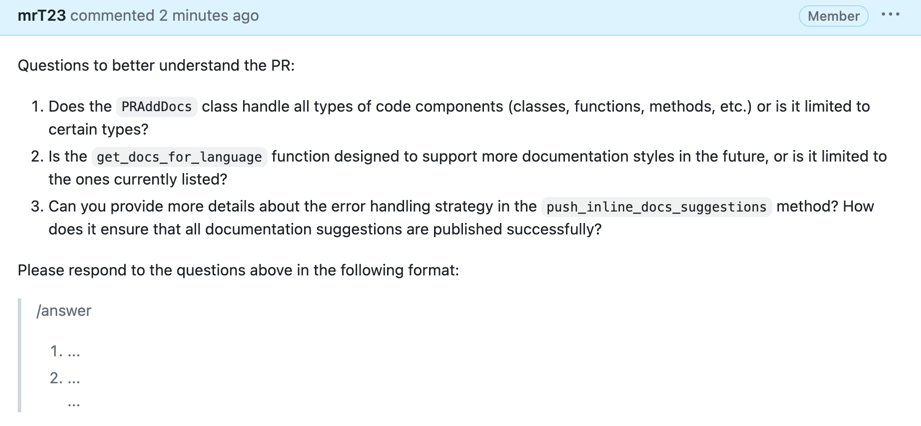 mrT23 commented 2 minutes ago Member ...
Questions to better understand the PR:
1. Does the PRAddDocs class handle all types of code components (classes, functions, methods, etc.) or is it limited to
certain types?
2. Is the get_docs_for_language function designed to support more documentation styles in the future, or is it limited to
the ones currently listed?
3. Can you provide more details about the error handling strategy in the push_inline_docs_suggestions method? How
does it ensure that all documentation suggestions are published successfully?
Please respond to the questions above in the following format:
/answer
1. ...
2. ...
...